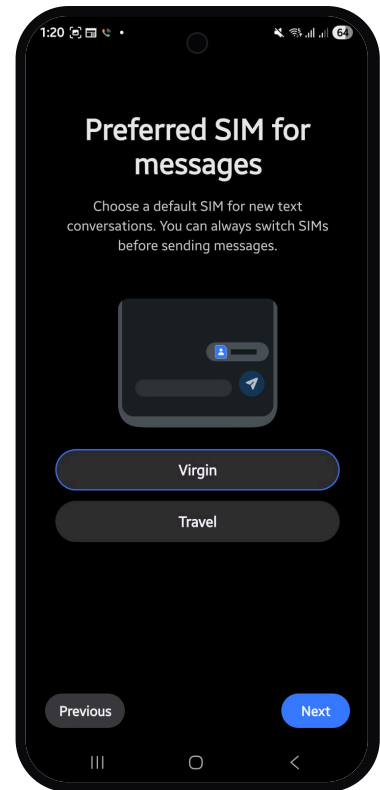 1:20
64
Preferred SIM for
messages
Choose a default SIM for new text
conversations. You can always switch SIMs
before sending messages.
Virgin
Travel
Previous
Next